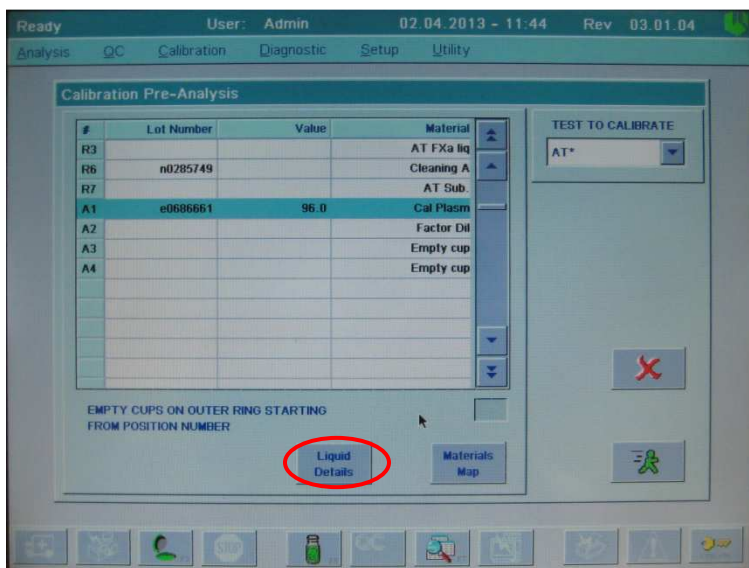 Ready User: Admin 02.04.2013 - 11:44 Rev 03.01.04
Analysis QC Calibration Diagnostic Setup Utility
Calibration Pre-Analysis
# Lot Number Value Material
R3 AT FXa liq
R6 n0285749 Cleaning A
R7 AT Sub.
A1 e0686661 96.0 Cal Plasm
A2 Factor Dil
A3 Empty cup
A4 Empty cup
TEST TO CALIBRATE
AT*
EMPTY CUPS ON OUTER RING STARTING
FROM POSITION NUMBER
Liquid
Details
Materials
Map
STOP
QC